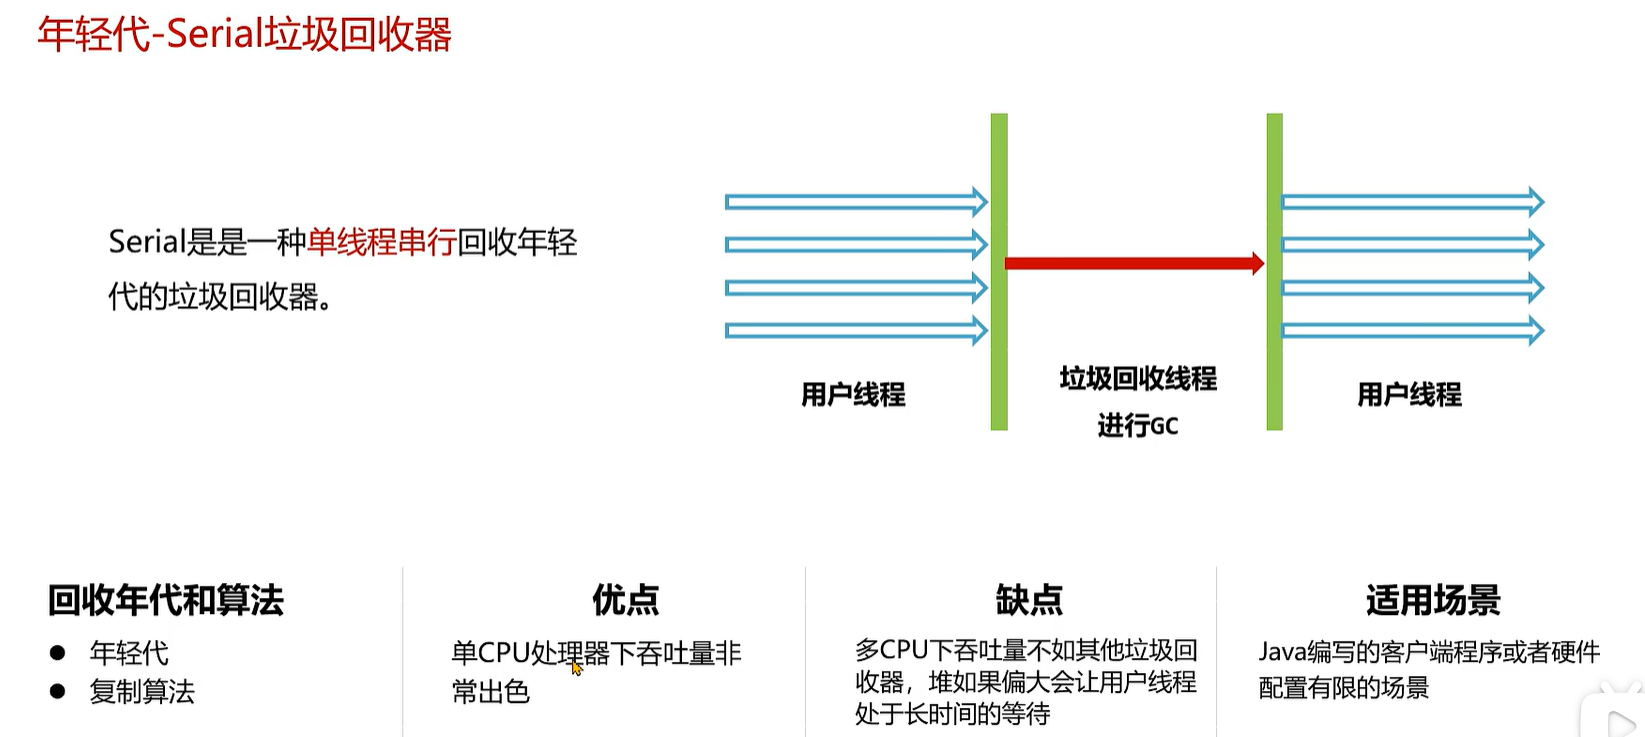 年轻代-Serial垃圾回收器
Serial是是一种单线程串行回收年轻
代的垃圾回收器。
用户线程
垃圾回收线程
进行GC
用户线程
回收年代和算法
● 年轻代
● 复制算法
优点
单CPU处理器下吞吐量非
常出色
缺点
多CPU下吞吐量不如其他垃圾回
收器，堆如果偏大会让用户线程
处于长时间的等待
适用场景
Java编写的客户端程序或者硬件
配置有限的场景